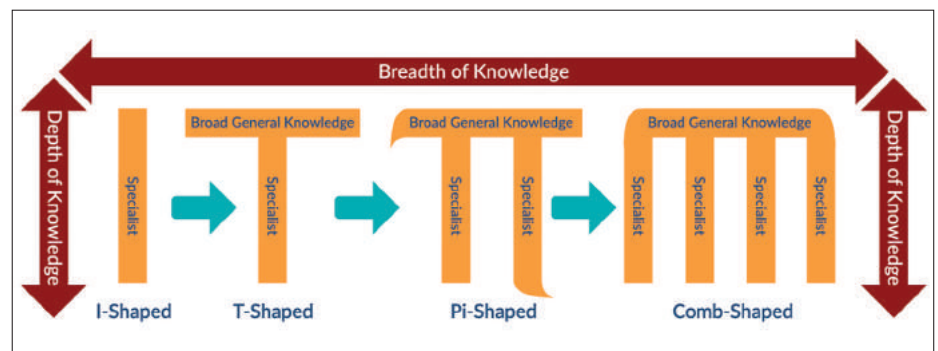 Breadth of Knowledge
Depth of Knowledge
Depth of Knowledge
Broad General Knowledge
Broad General Knowledge
Broad General Knowledge
Specialist
Specialist
Specialist
Specialist
Specialist
Specialist
Specialist
Specialist
I-Shaped
T-Shaped
Pi-Shaped
Comb-Shaped